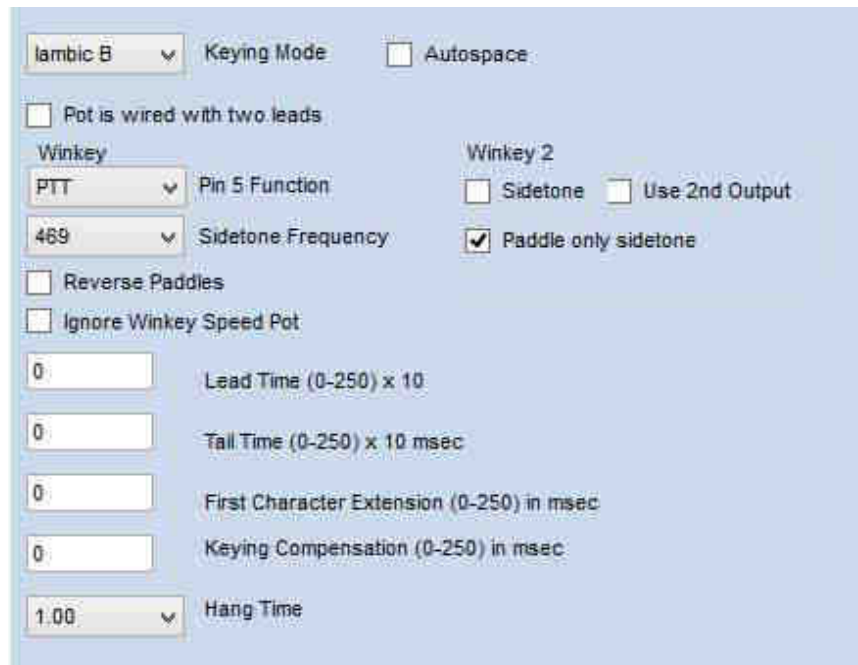 Iambic B Keying Mode Autospace
Pot is wired with two leads
Winkey Winkey 2
PTT Pin 5 Function Sidetone Use 2nd Output
469 Sidetone Frequency Paddle only sidetone
Reverse Paddles
Ignore Winkey Speed Pot
0 Lead Time (0-250) x 10
0 Tail Time (0-250) x 10 msec
0 First Character Extension (0-250) in msec
0 Keying Compensation (0-250) in msec
1.00 Hang Time